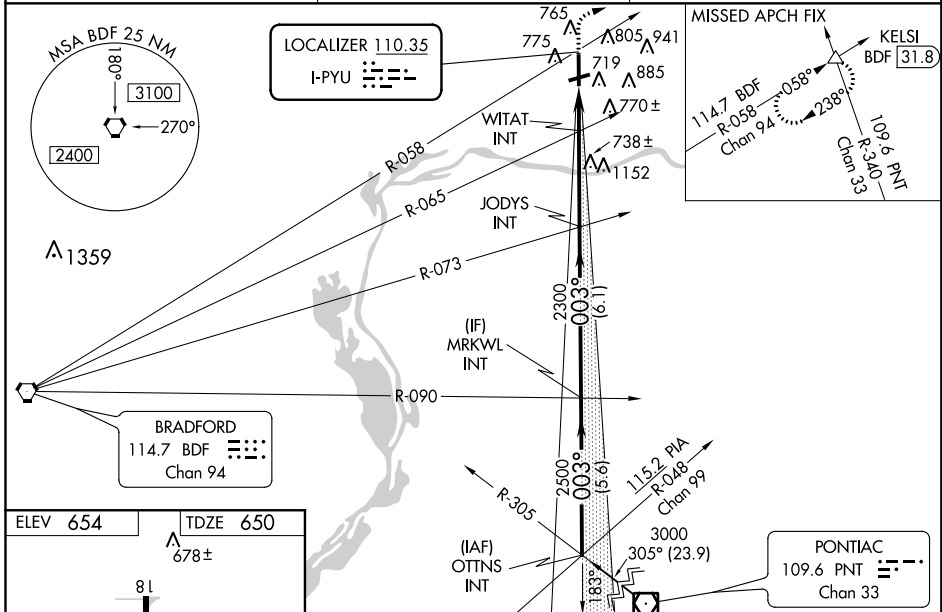 MSA BDF 25 NM
180°
3100
270°
2400
1359
LOCALIZER 110.35
I-PYU
765
775
805
941
719
885
770±
738±
1152
WITAT
INT
JODYS
INT
(IF)
MRKWL
INT
(IAF)
OTTNS
INT
R-058
R-065
R-073
R-090
2300
003°
(6.1)
2500
003°
(5.6)
183°
R-305
115.2 PIA
R-048
Chan 99
3000
305° (23.9)
BRADFORD
114.7 BDF
Chan 94
PONTIAC
109.6 PNT
Chan 33
MISSED APCH FIX
KELSI
BDF 31.8
114.7 BDF
R-058
Chan 94
058°
238°
109.6 PNT
R-340
Chan 33
ELEV 654
TDZE 650
678±
18